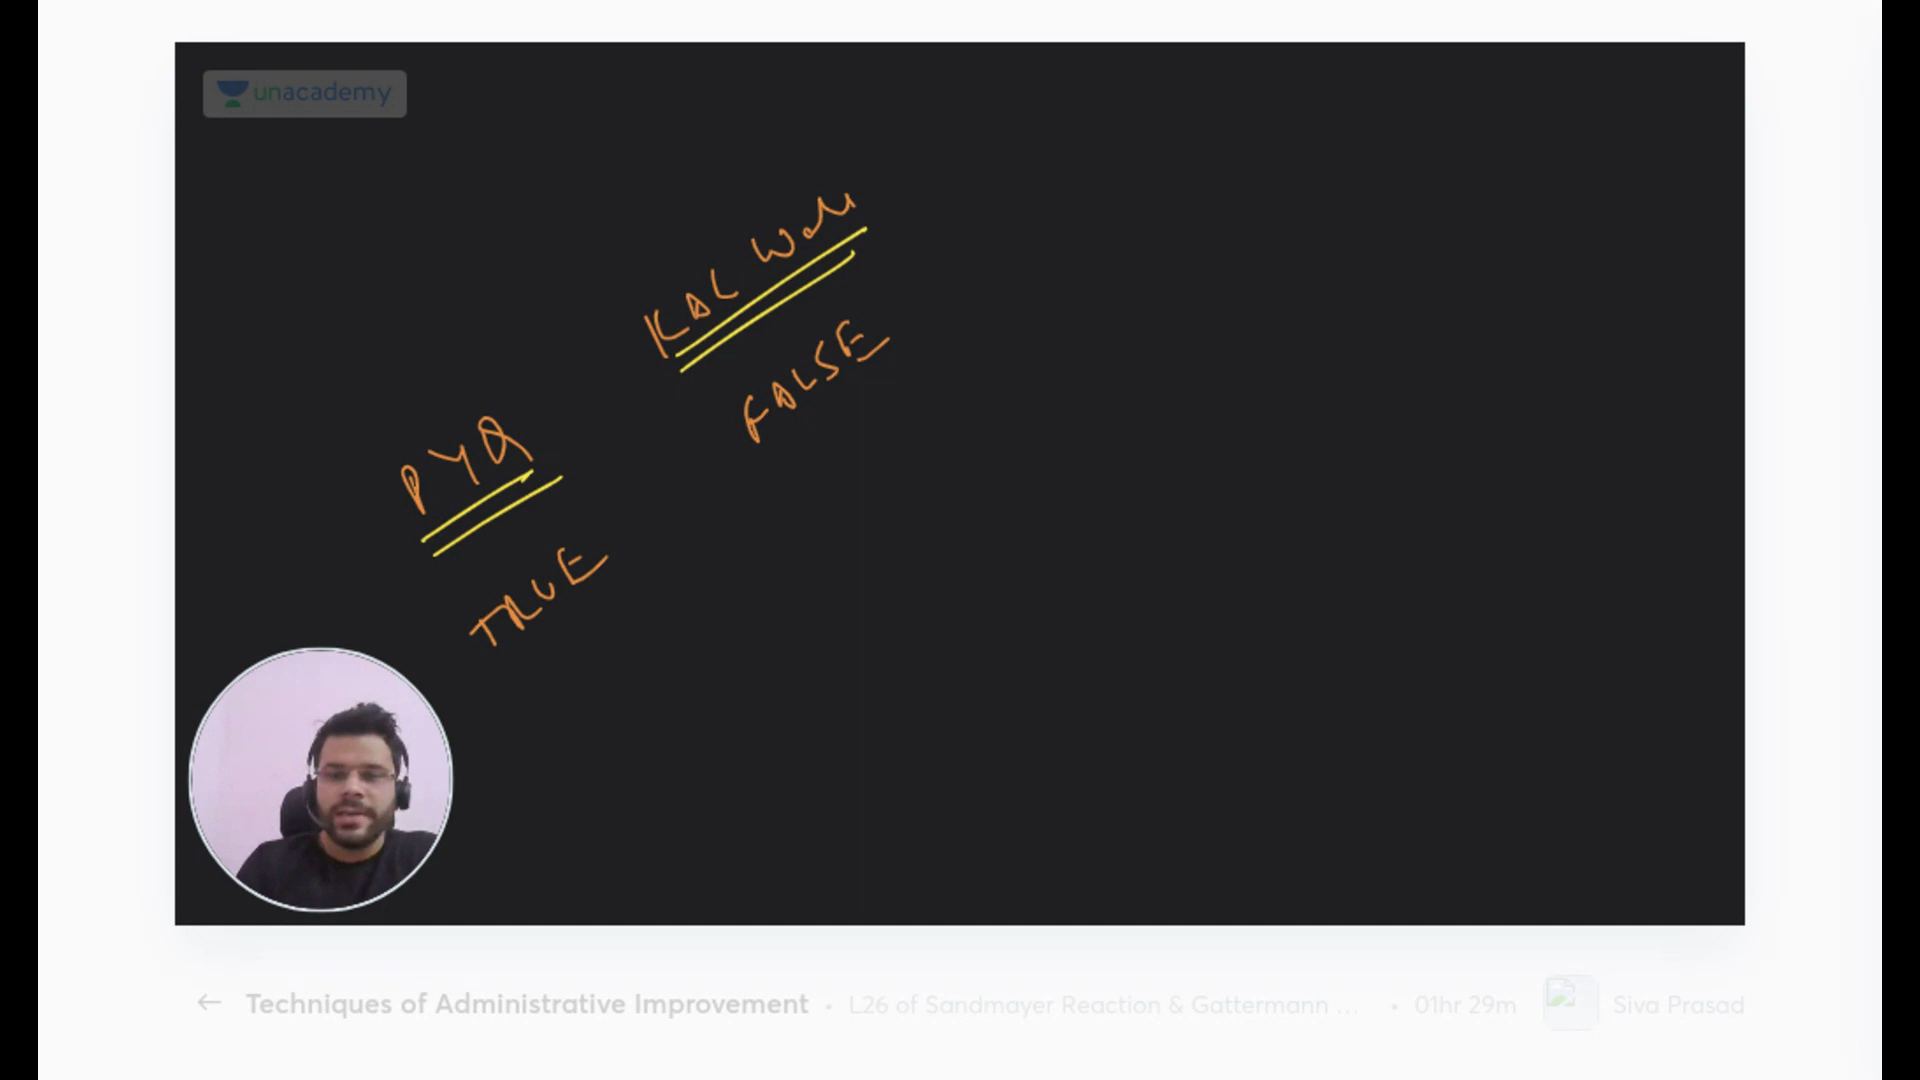 unacademy
KAL Wali
FALSE
PYQ
TRUE
← Techniques of Administrative Improvement • L26 of Sandmayer Reaction & Gattermann ... • 01hr 29m Siva Prasad